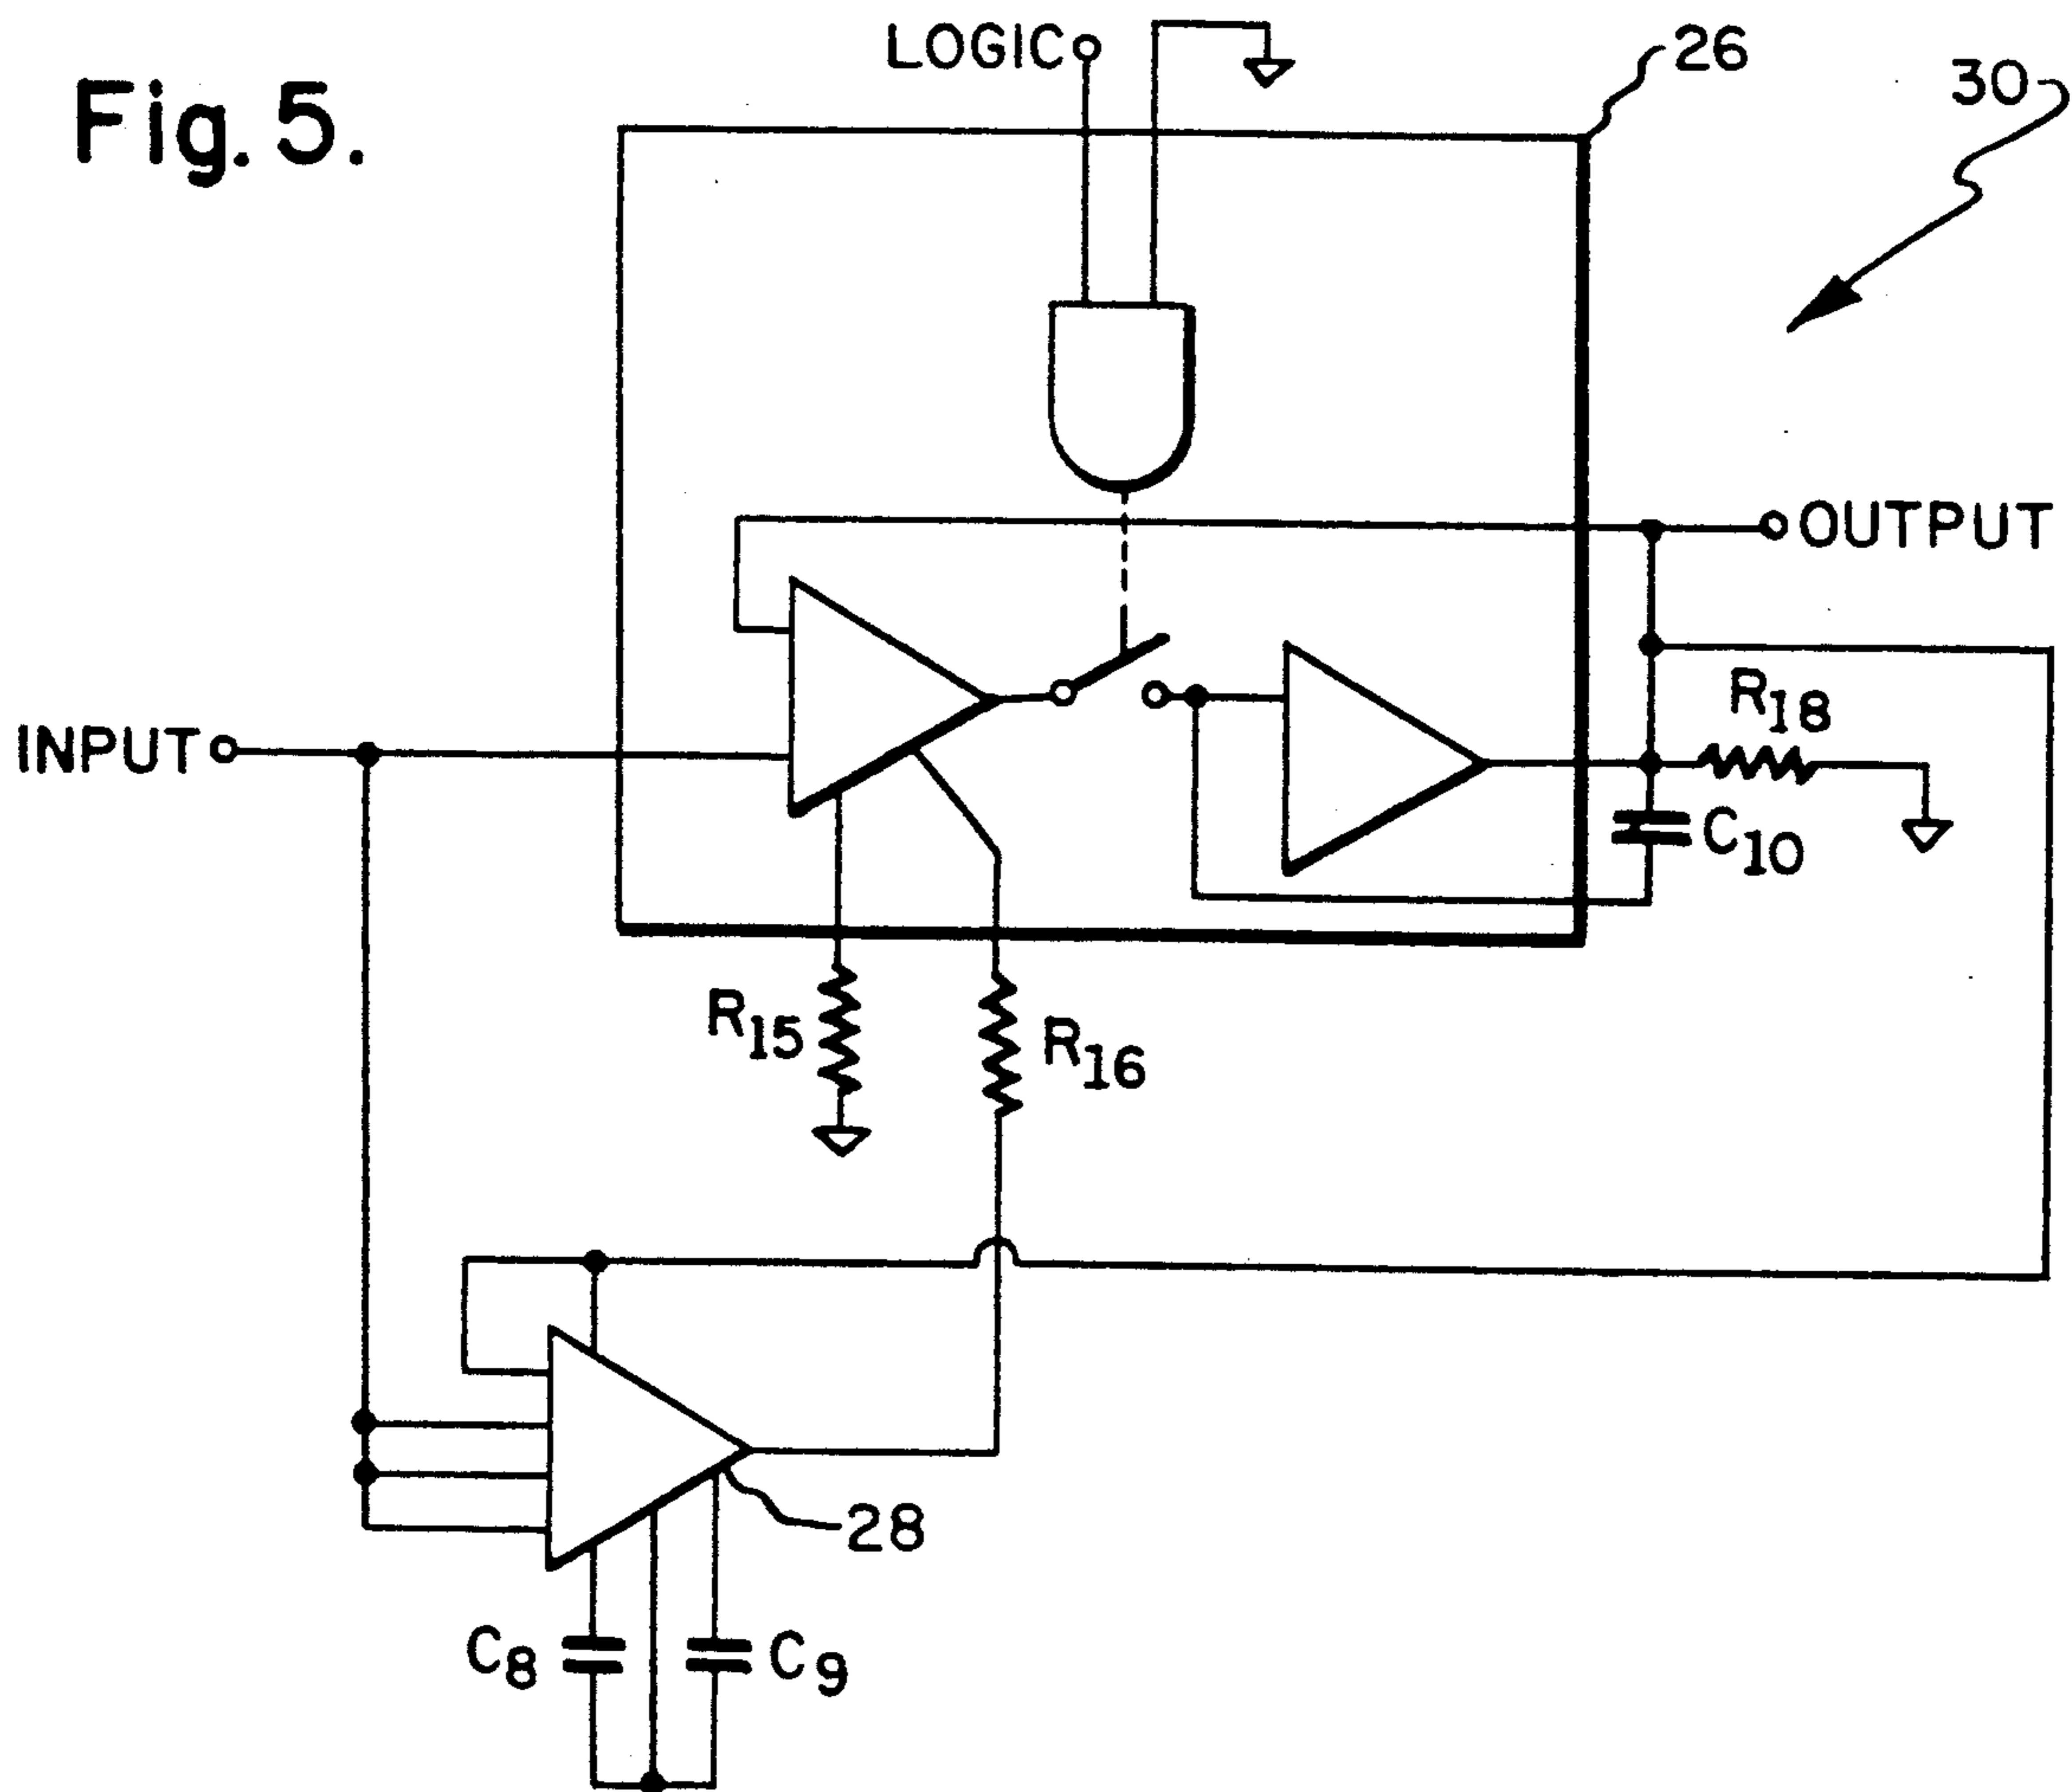 Fig. 5.
LOGIC
26
30
OUTPUT
INPUT
R18
C10
R15
R16
28
C8
C9